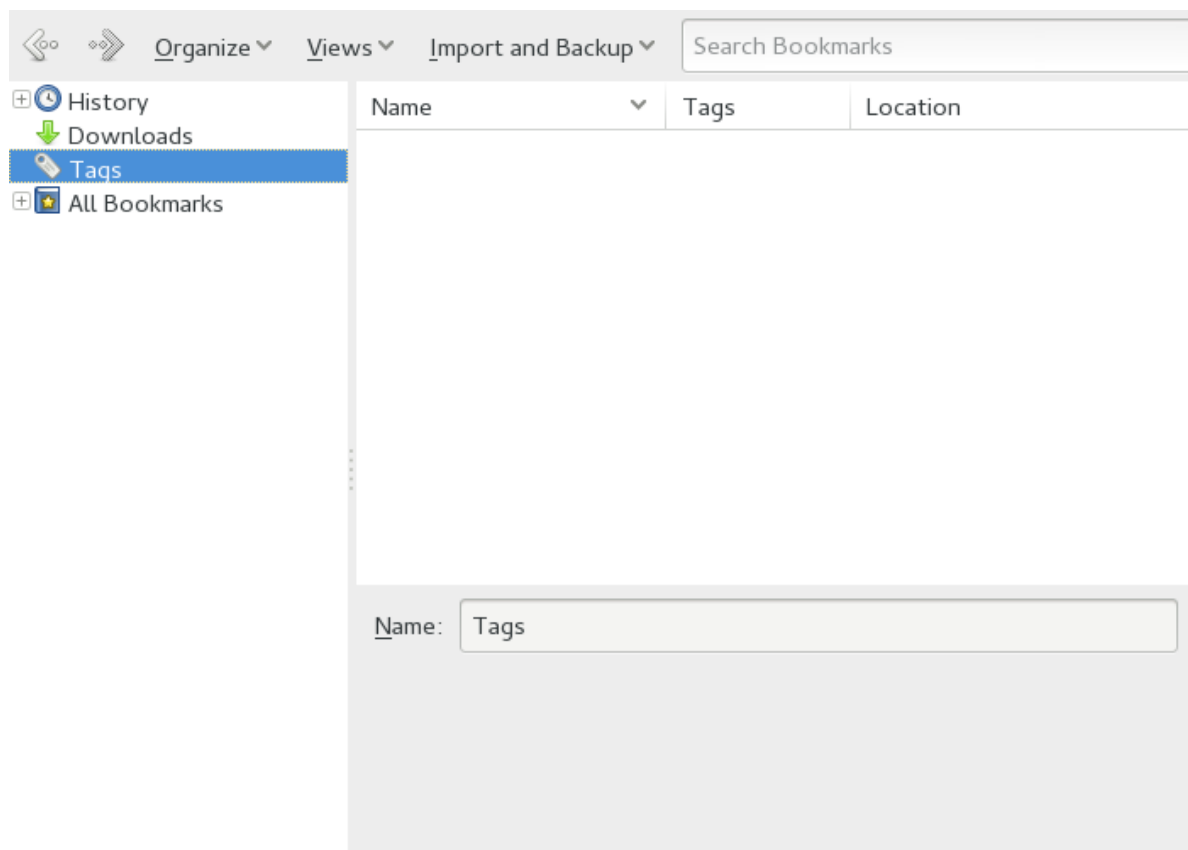 Organize Views Import and Backup Search Bookmarks
History
Downloads
Tags
All Bookmarks
Name Tags Location
Name: Tags